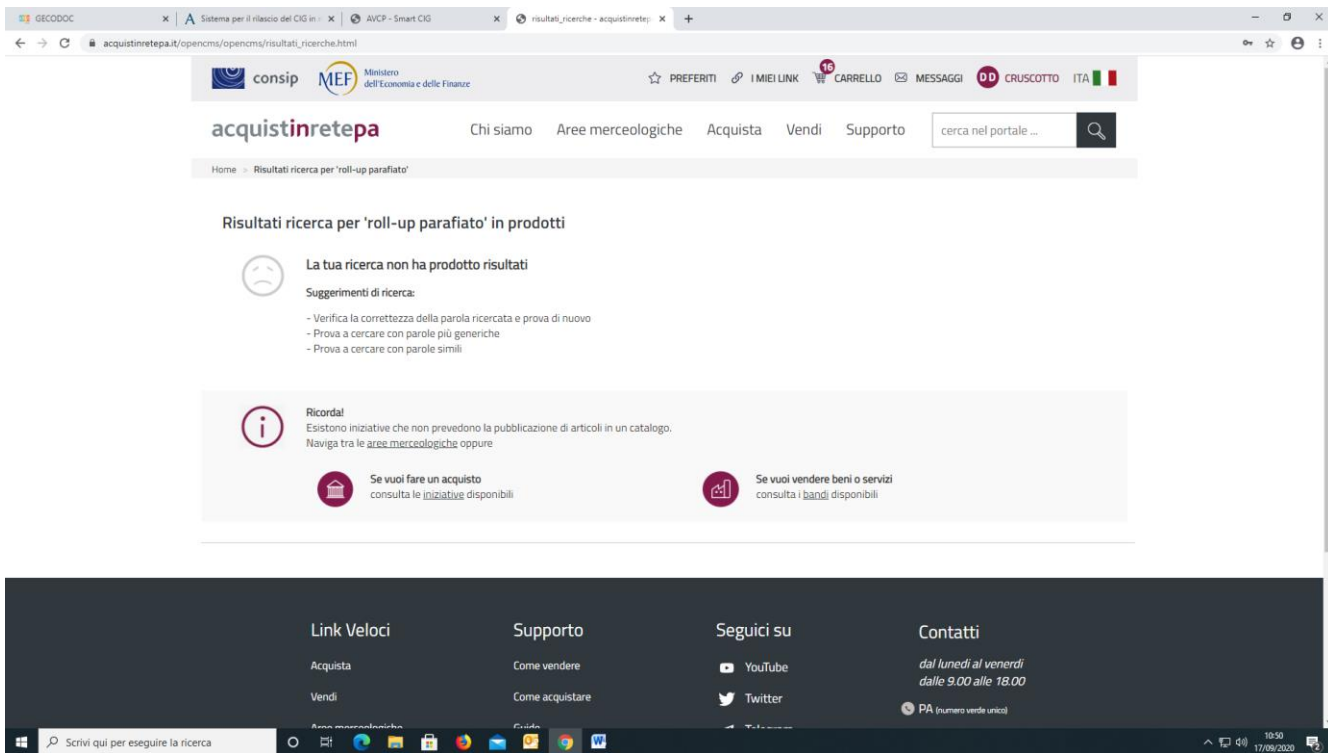 GECODOC
Sistema per il rilascio del CIG in
AVCP - Smart CIG
risultati_ricerche - acquistinretep
acquistinretepa.it/opencms/opencms/risultati_ricerche.html
consip
MEF
Ministero
dell'Economia e delle Finanze
PREFERITI
I MIEI LINK
16
CARRELLO
MESSAGGI
DD
CRUSCOTTO
ITA
acquistinretepa
Chi siamo
Aree merceologiche
Acquista
Vendi
Supporto
cerca nel portale ...
Home > Risultati ricerca per 'roll-up parafiato'
Risultati ricerca per 'roll-up parafiato' in prodotti
La tua ricerca non ha prodotto risultati
Suggerimenti di ricerca:
- Verifica la correttezza della parola ricercata e prova di nuovo
- Prova a cercare con parole più generiche
- Prova a cercare con parole simili
Ricorda!
Esistono iniziative che non prevedono la pubblicazione di articoli in un catalogo.
Naviga tra le aree merceologiche oppure
Se vuoi fare un acquisto
consulta le iniziative disponibili
Se vuoi vendere beni o servizi
consulta i bandi disponibili
Link Veloci
Acquista
Vendi
Aree merceologiche
Supporto
Come vendere
Come acquistare
Guide
Seguici su
YouTube
Twitter
Telegram
Contatti
dal lunedì al venerdì
dalle 9.00 alle 18.00
PA (numero verde unico)
Scrivi qui per eseguire la ricerca
10:50
17/09/2020
2